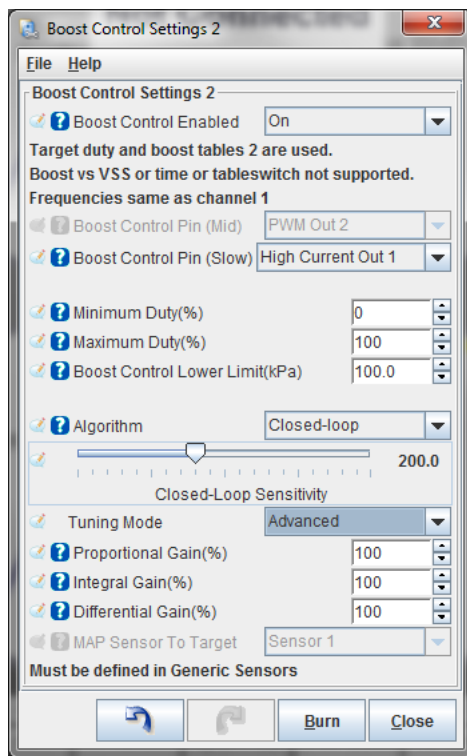 Not Connected
Boost Control Settings 2
File Help
Boost Control Settings 2
Boost Control Enabled On
Target duty and boost tables 2 are used.
Boost vs VSS or time or tableswitch not supported.
Frequencies same as channel 1
Boost Control Pin (Mid) PWM Out 2
Boost Control Pin (Slow) High Current Out 1
Minimum Duty(%) 0
Maximum Duty(%) 100
Boost Control Lower Limit(kPa) 100.0
Algorithm Closed-loop
200.0
Closed-Loop Sensitivity
Tuning Mode Advanced
Proportional Gain(%) 100
Integral Gain(%) 100
Differential Gain(%) 100
MAP Sensor To Target Sensor 1
Must be defined in Generic Sensors
Burn Close